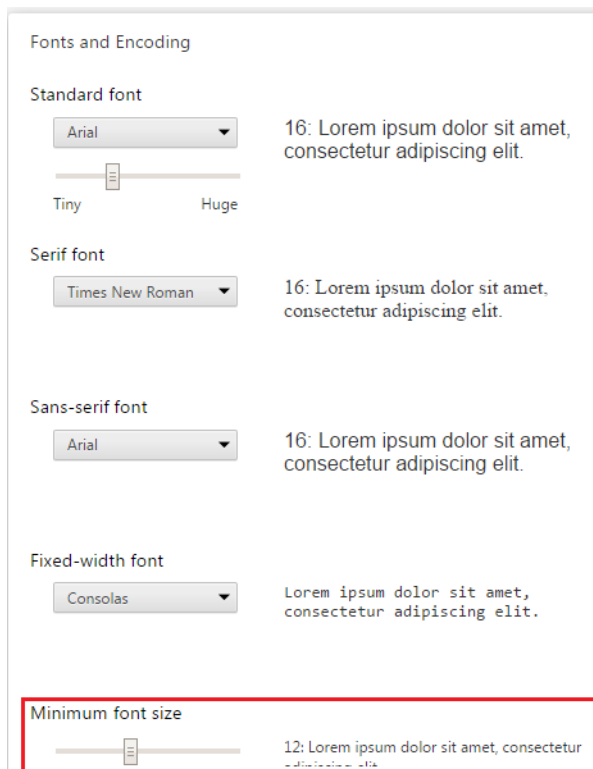 Fonts and Encoding
Standard font
Arial
16: Lorem ipsum dolor sit amet,
consectetur adipiscing elit.
Tiny Huge
Serif font
Times New Roman
16: Lorem ipsum dolor sit amet,
consectetur adipiscing elit.
Sans-serif font
Arial
16: Lorem ipsum dolor sit amet,
consectetur adipiscing elit.
Fixed-width font
Consolas
Lorem ipsum dolor sit amet,
consectetur adipiscing elit.
Minimum font size
12: Lorem ipsum dolor sit amet, consectetur